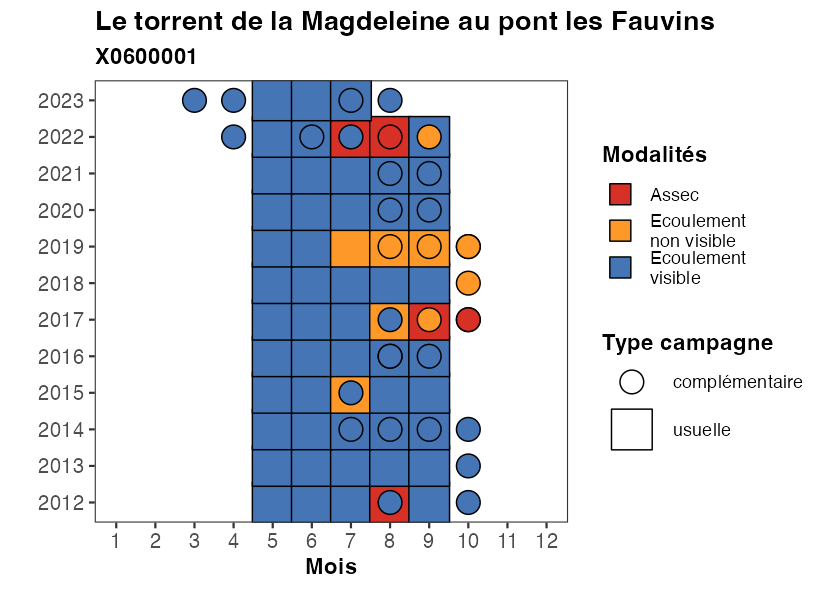 Le torrent de la Magdeleine au pont les Fauvins
X0600001
2023
2022
2021
2020
2019
2018
2017
2016
2015
2014
2013
2012
1 2 3 4 5 6 7 8 9 10 11 12
Mois
Modalités
Assec
Ecoulement
non visible
Ecoulement
visible
Type campagne
complémentaire
usuelle